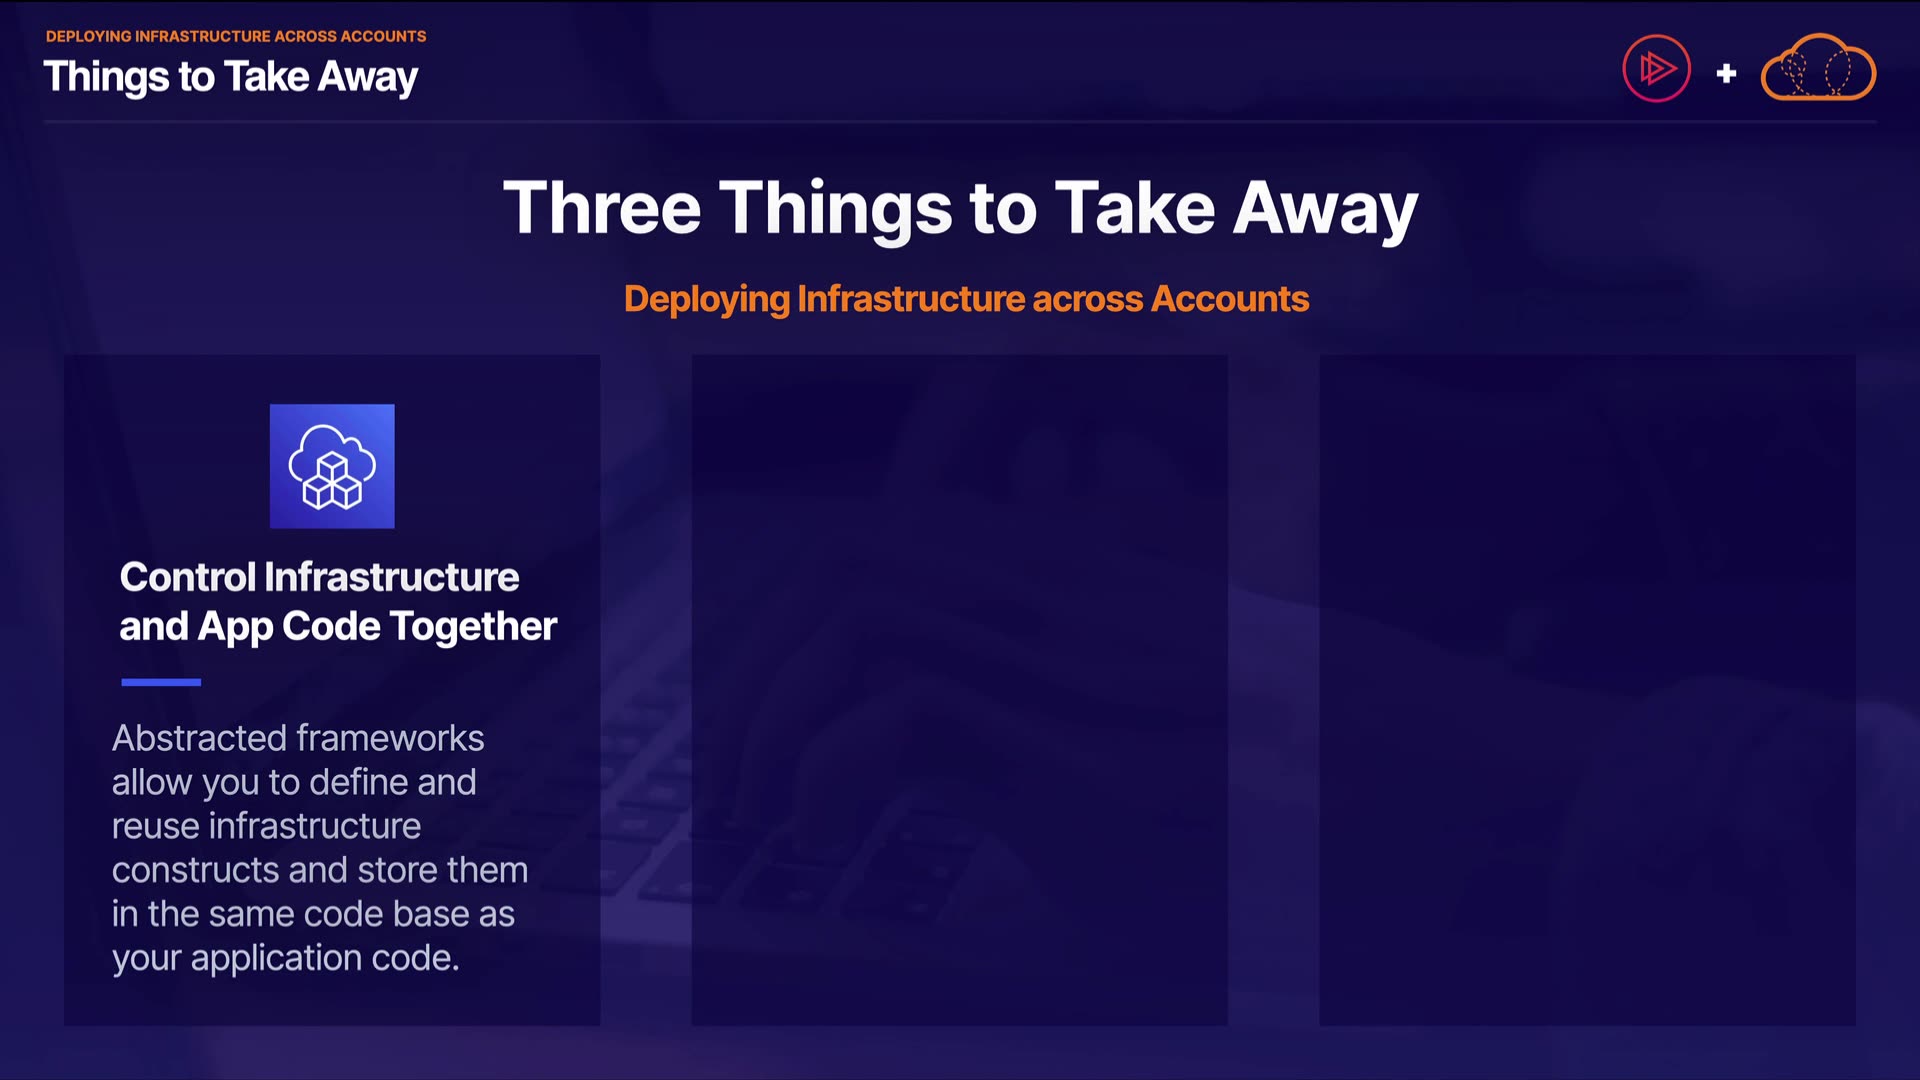 DEPLOYING INFRASTRUCTURE ACROSS ACCOUNTS
Things to Take Away
Three Things to Take Away
Deploying Infrastructure across Accounts
Control Infrastructure
and App Code Together
Abstracted frameworks
allow you to define and
reuse infrastructure
constructs and store them
in the same code base as
your application code.